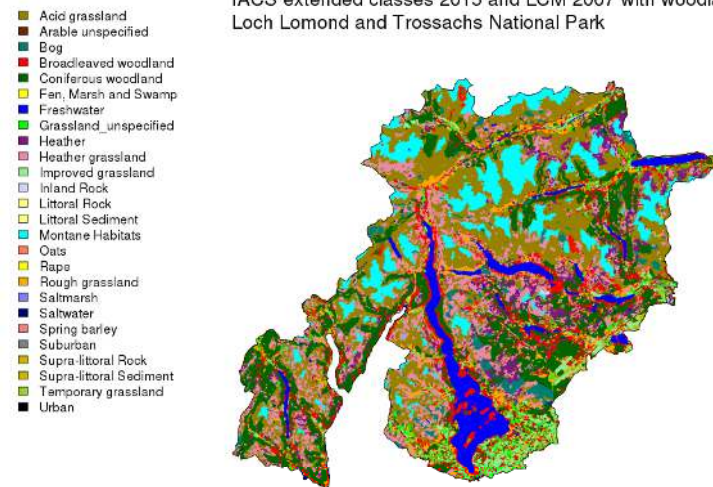 IACS extended classes 2015 and LCM 2007 with
Loch Lomond and Trossachs National Park
Acid grassland
Arable unspecified
Bog
Broadleaved woodland
Coniferous woodland
Fen, Marsh and Swamp
Freshwater
Grassland_unspecified
Heather
Heather grassland
Improved grassland
Inland Rock
Littoral Rock
Littoral Sediment
Montane Habitats
Oats
Rape
Rough grassland
Saltmarsh
Saltwater
Spring barley
Suburban
Supra-littoral Rock
Supra-littoral Sediment
Temporary grassland
Urban